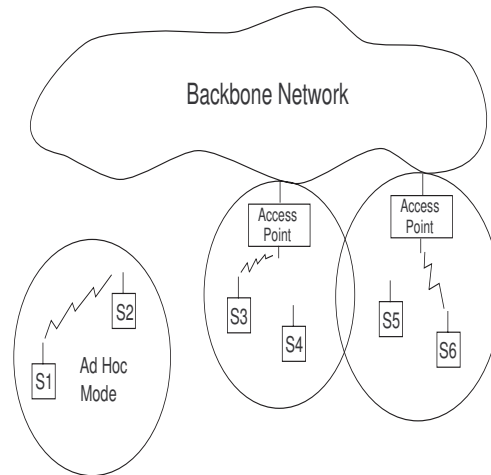 Backbone Network
Access
Point
Access
Point
S3
S4
S5
S6
S2
S1
Ad Hoc
Mode